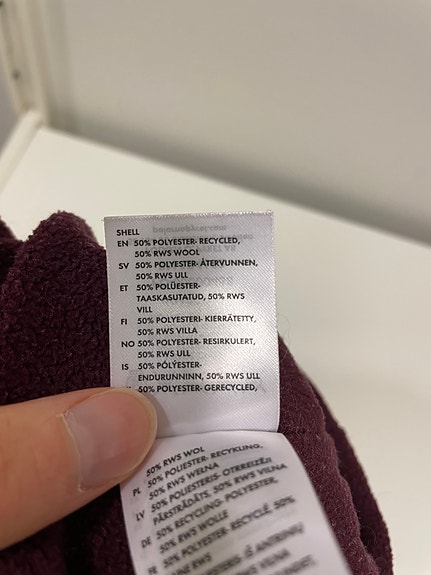 SHELL
EN 50% POLYESTER- RECYCLED,
50% RWS WOOL
SV 50% POLYESTER- ÅTERVUNNEN,
50% RWS ULL
ET 50% POLÜESTER-
TAASKASUTATUD, 50% RWS
VILL
FI 50% POLYESTERI- KIERRÄTETTY,
50% RWS VILLA
NO 50% POLYESTER- RESIRKULERT,
50% RWS ULL
IS 50% PÓLÝESTER-
ENDURUNNINN, 50% RWS ULL
50% POLYESTER- GERECYCLED,
50% RWS WOL
PL 50% POLIESTER- RECYKLING,
50% RWS WEŁNA
LV 50% POLIESTERIS- OTRREIZĒJI
PĀRSTRĀDĀTS, 50% RWS VILNA
DE 50% RECYCLING- POLYESTER,
50% RWS WOLLE
FR 50% POLYESTER- RECYCLÉ, 50%
RWS